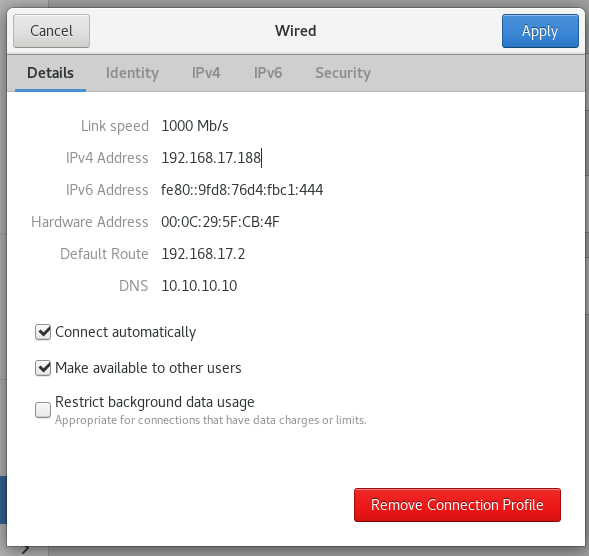 Cancel
Wired
Apply
Details Identity IPv4 IPv6 Security
Link speed 1000 Mb/s
IPv4 Address 192.168.17.188
IPv6 Address fe80::9fd8:76d4:fbc1:444
Hardware Address 00:0C:29:5F:CB:4F
Default Route 192.168.17.2
DNS 10.10.10.10
Connect automatically
Make available to other users
Restrict background data usage
Appropriate for connections that have data charges or limits.
Remove Connection Profile